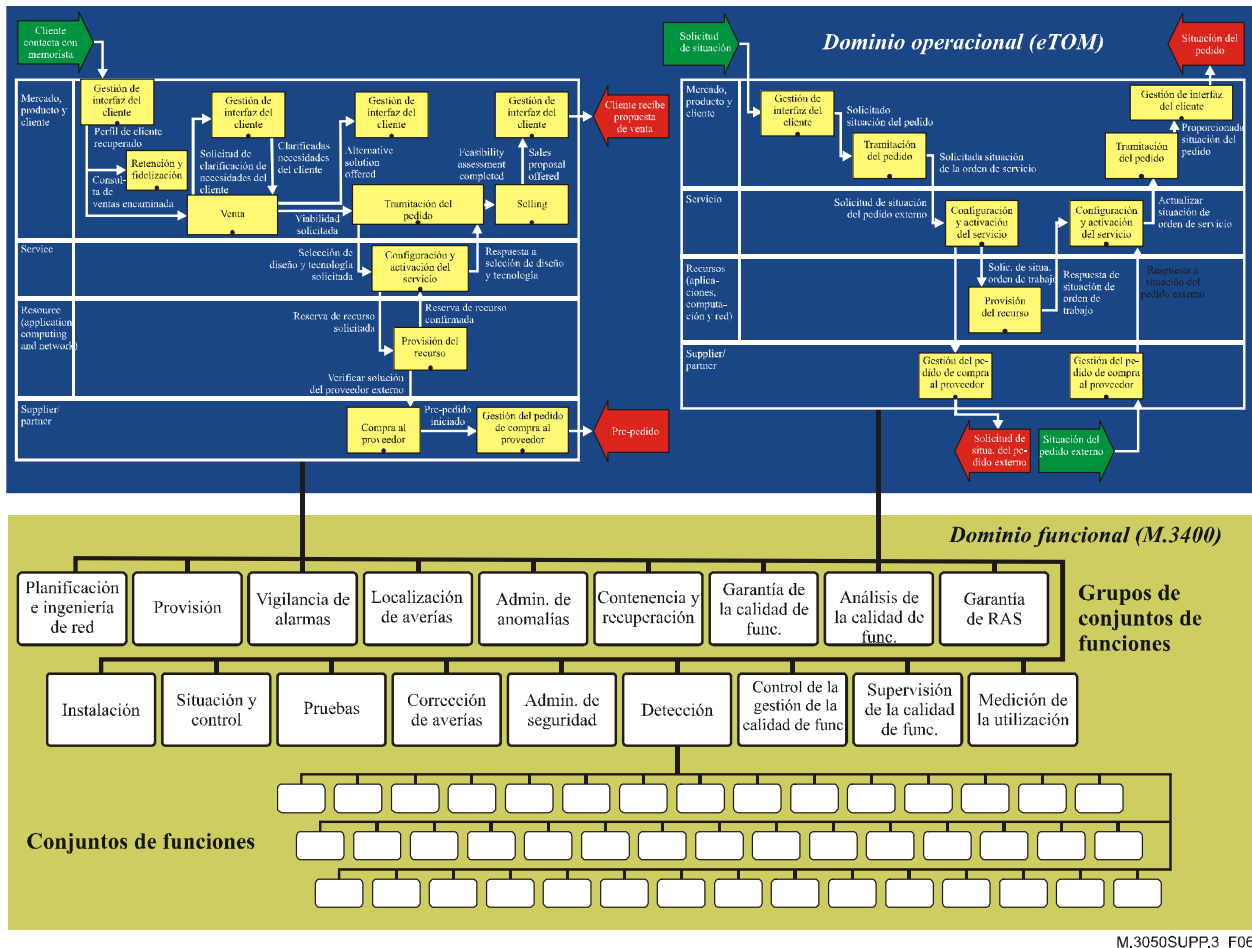 Cliente
contacta con
memorista
Solicitud
de situación
Dominio operacional (eTOM)
Situación del
pedido
Mercado,
producto y
cliente
Gestión de
interfaz del
cliente
Perfil de cliente
recuperado
Retención y
fidelización
Consul-
ta de
ventas encaminada
Gestión de
interfaz del
cliente
Solicitud de
clarificación de
necesidades del
cliente
Venta
Clarificadas
necesidades
del cliente
Gestión de
interfaz del
cliente
Alternative
solution
offered
Viabilidad
solicitada
Tramitación del
pedido
Feasibility
assessment
completed
Gestión de
interfaz del
cliente
Sales
proposal
offered
Selling
Cliente recibe
propuesta
de venta
Service
Selección de
diseño y tecnología
solicitada
Configuración y
activación del
servicio
Respuesta a
selección de diseño
y tecnología
Resource
(application
computing
and network)
Reserva de recurso
solicitada
Reserva de recurso
confirmada
Provisión del
recurso
Verificar solución
del proveedor externo
Supplier/
partner
Compra al
proveedor
Pre-pedido
iniciado
Gestión del pedido
de compra al
proveedor
Pre-pedido
Mercado,
producto y
cliente
Gestión de
interfaz del
cliente
Solicitado
situación del pedido
Tramitación
del pedido
Solicitada situación
de la orden de servicio
Gestión de interfaz
del cliente
Proporcionada
situación del
pedido
Tramitación
del pedido
Servicio
Solicitud de situación
del pedido externo
Configuración
y activación
del servicio
Configuración
y activación
del servicio
Actualizar
situación de
orden de servicio
Recursos
(aplica-
ciones,
computa-
ción y red)
Solic. de situa.
orden de trabajo
Provisión
del recurso
Respuesta de
situación de
orden de
trabajo
Respuesta a
situación del
pedido externo
Supplier/
partner
Gestión del pe-
dido de compra
al proveedor
Gestión del pe-
dido de compra
al proveedor
Solicitud de
situa. del pe-
dido externo
Situación del
pedido externo
Dominio funcional (M.3400)
Planificación
e ingeniería
de red
Provisión
Vigilancia de
alarmas
Localización
de averías
Admin. de
anomalías
Contenencia y
recuperación
Garantía de
la calidad de
func.
Análisis de
la calidad de
func.
Garantía
de RAS
Grupos de
conjuntos de
funciones
Instalación
Situación y
control
Pruebas
Corrección
de averías
Admin. de
seguridad
Detección
Control de la
gestión de la
calidad de func
Supervisión
de la calidad
de func.
Medición de
la utilización
Conjuntos de funciones
M.3050SUPP.3_F06